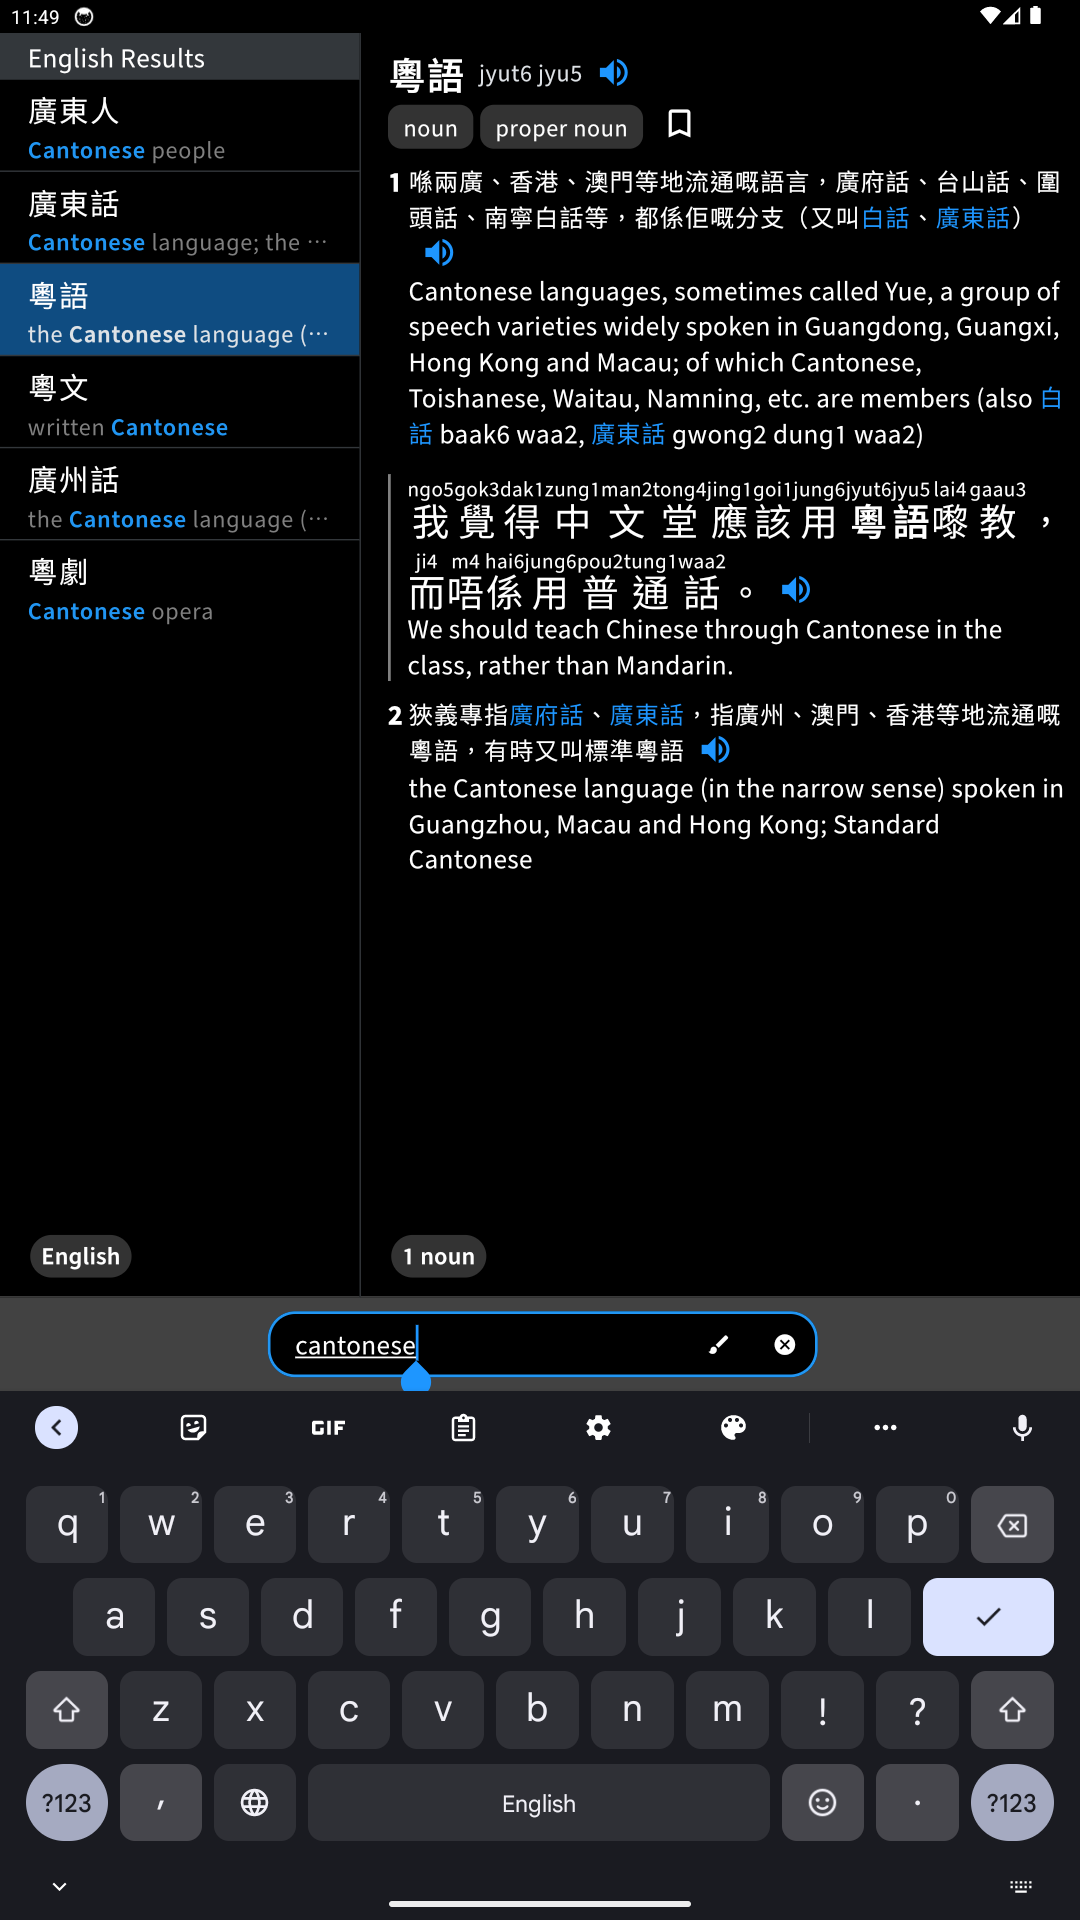 11:49
English Results
廣東人
Cantonese people
廣東話
Cantonese language; the ···
粵語
the Cantonese language (···
粵文
written Cantonese
廣州話
the Cantonese language (···
粵劇
Cantonese opera
English
粵語 jyut6 jyu5
noun proper noun
1 喺兩廣、香港、澳門等地流通嘅語言，廣府話、台山話、圍
頭話、南寧白話等，都係佢嘅分支（又叫白話、廣東話）
Cantonese languages, sometimes called Yue, a group of
speech varieties widely spoken in Guangdong, Guangxi,
Hong Kong and Macau; of which Cantonese,
Toishanese, Waitau, Namning, etc. are members (also 白
話 baak6 waa2, 廣東話 gwong2 dung1 waa2)
ngo5gok3dak1zung1man2tong4jing1goi1jung6jyut6jyu5 lai4 gaau3
我覺得中文堂應該用粵語嚟教，
ji4 m4 hai6jung6pou2tung1waa2
而唔係用普通話。
We should teach Chinese through Cantonese in the
class, rather than Mandarin.
2 狹義專指廣府話、廣東話，指廣州、澳門、香港等地流通嘅
粵語，有時又叫標準粵語
the Cantonese language (in the narrow sense) spoken in
Guangzhou, Macau and Hong Kong; Standard
Cantonese
1 noun
cantonese
GIF
q1 w2 e3 r4 t5 y6 u7 i8 o9 p0
a s d f g h j k l
z x c v b n m ! ?
?123 , English . ?123